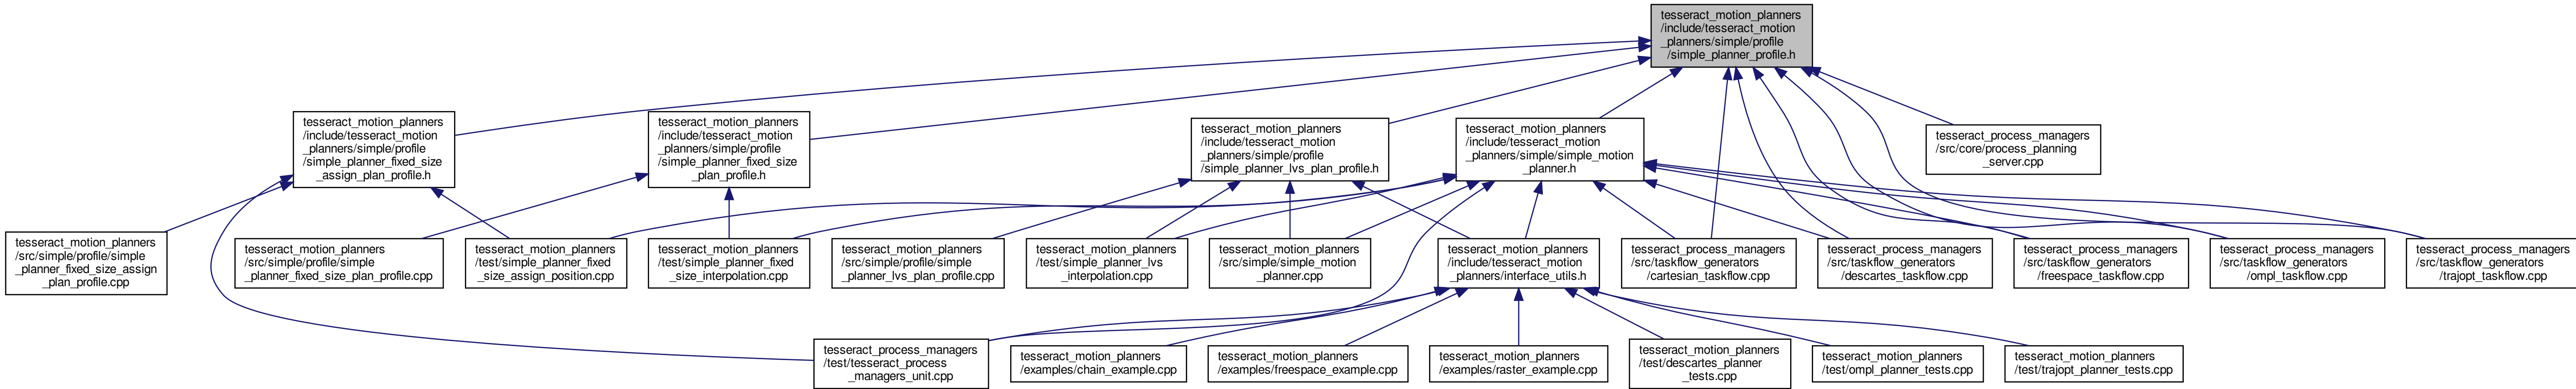 tesseract_motion_planners
/include/tesseract_motion
_planners/simple/profile
/simple_planner_profile.h
tesseract_motion_planners
/include/tesseract_motion
_planners/simple/profile
/simple_planner_fixed_size
_assign_plan_profile.h
tesseract_motion_planners
/include/tesseract_motion
_planners/simple/profile
/simple_planner_fixed_size
_plan_profile.h
tesseract_motion_planners
/include/tesseract_motion
_planners/simple/profile
/simple_planner_lvs_plan_profile.h
tesseract_motion_planners
/include/tesseract_motion
_planners/simple/simple_motion
_planner.h
tesseract_process_managers
/src/core/process_planning
_server.cpp
tesseract_motion_planners
/src/simple/profile/simple
_planner_fixed_size_assign
_plan_profile.cpp
tesseract_motion_planners
/src/simple/profile/simple
_planner_fixed_size_plan_profile.cpp
tesseract_motion_planners
/test/simple_planner_fixed
_size_assign_position.cpp
tesseract_motion_planners
/test/simple_planner_fixed
_size_interpolation.cpp
tesseract_motion_planners
/src/simple/profile/simple
_planner_lvs_plan_profile.cpp
tesseract_motion_planners
/test/simple_planner_lvs
_interpolation.cpp
tesseract_motion_planners
/src/simple/simple_motion
_planner.cpp
tesseract_motion_planners
/include/tesseract_motion
_planners/interface_utils.h
tesseract_process_managers
/src/taskflow_generators
/cartesian_taskflow.cpp
tesseract_process_managers
/src/taskflow_generators
/descartes_taskflow.cpp
tesseract_process_managers
/src/taskflow_generators
/freespace_taskflow.cpp
tesseract_process_managers
/src/taskflow_generators
/ompl_taskflow.cpp
tesseract_process_managers
/src/taskflow_generators
/trajopt_taskflow.cpp
tesseract_process_managers
/test/tesseract_process
_managers_unit.cpp
tesseract_motion_planners
/examples/chain_example.cpp
tesseract_motion_planners
/examples/freespace_example.cpp
tesseract_motion_planners
/examples/raster_example.cpp
tesseract_motion_planners
/test/descartes_planner
_tests.cpp
tesseract_motion_planners
/test/ompl_planner_tests.cpp
tesseract_motion_planners
/test/trajopt_planner_tests.cpp